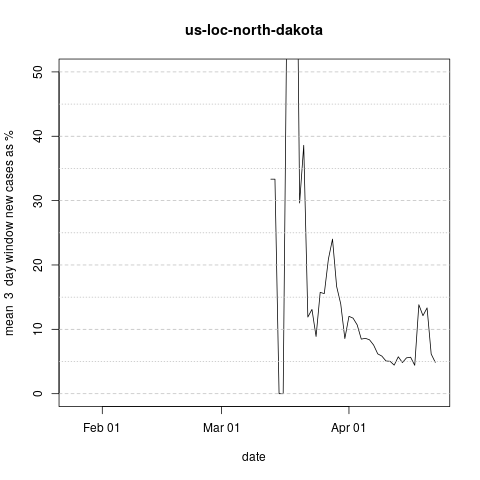 us-loc-north-dakota
mean  3  day window new cases as %
50
40
30
20
10
0
Feb 01
Mar 01
Apr 01
date